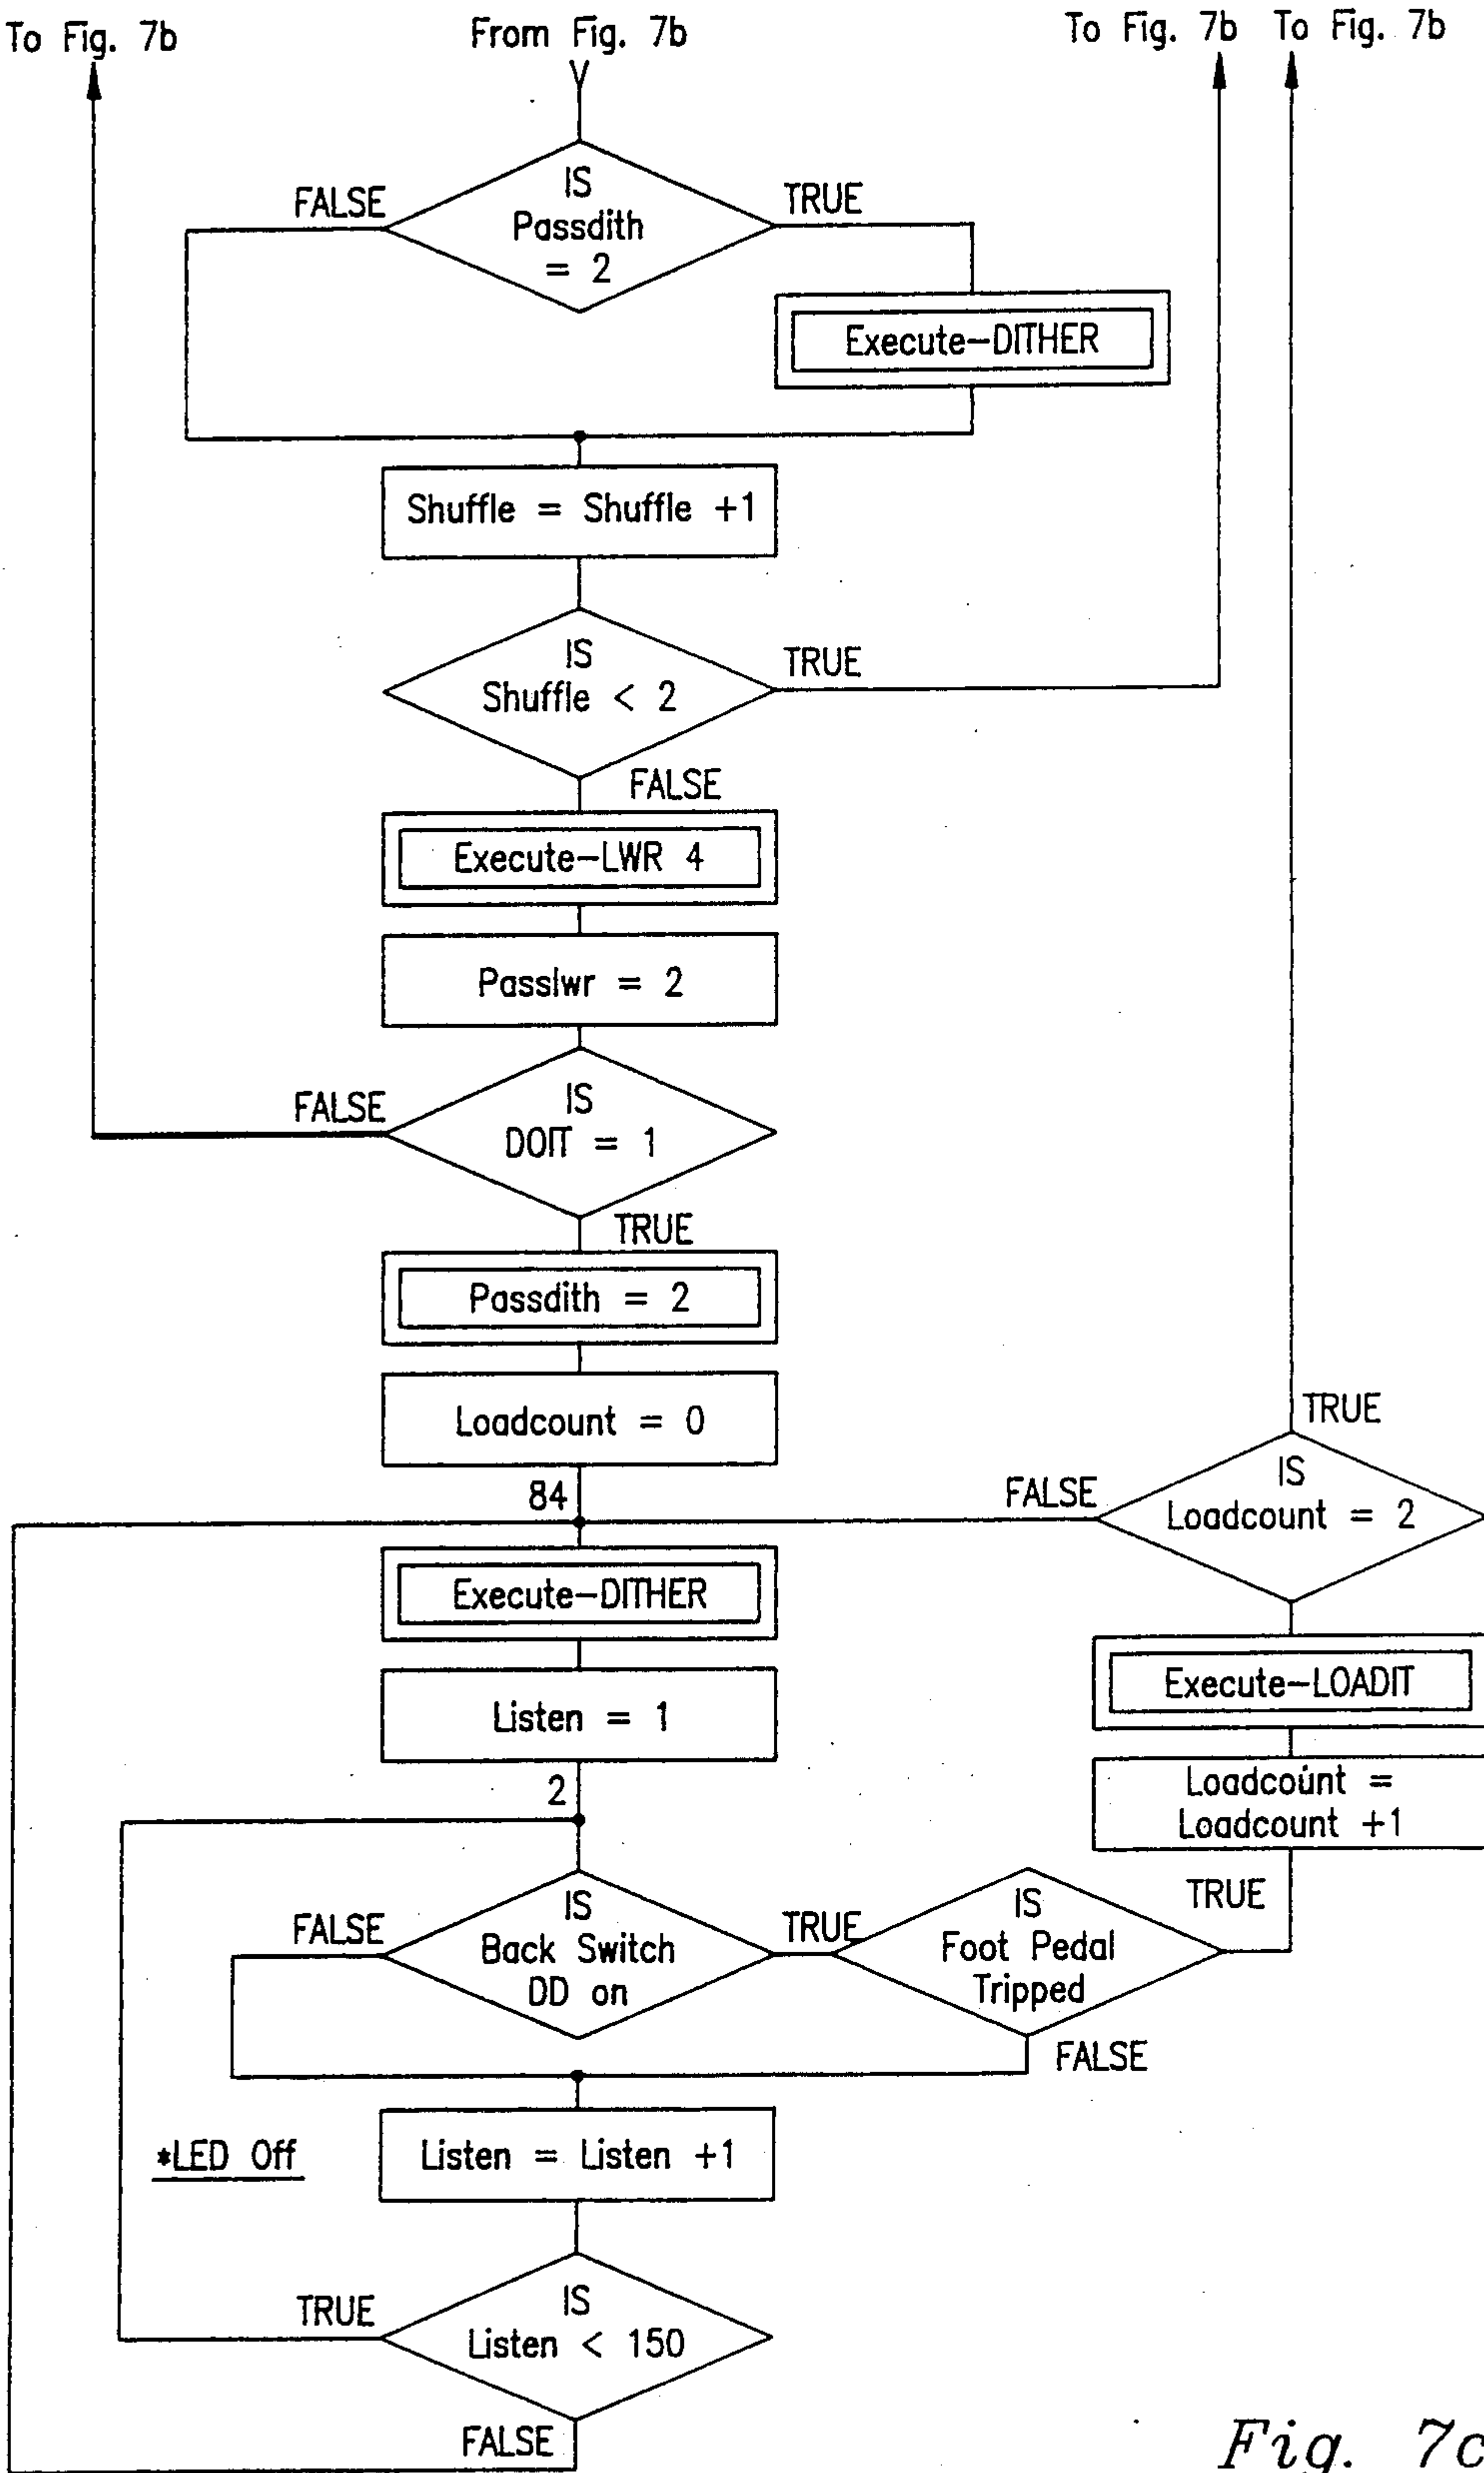 To Fig. 7b
From Fig. 7b
To Fig. 7b
To Fig. 7b
IS
Passdith
= 2
FALSE
TRUE
Execute-DITHER
Shuffle = Shuffle +1
IS
Shuffle < 2
TRUE
FALSE
Execute-LWR 4
Passlwr = 2
IS
DOIT = 1
FALSE
TRUE
Passdith = 2
Loadcount = 0
84
TRUE
IS
Loadcount = 2
FALSE
Execute-DITHER
Execute-LOADIT
Listen = 1
Loadcount =
Loadcount +1
2
IS
Back Switch
DD on
FALSE
TRUE
IS
Foot Pedal
Tripped
TRUE
FALSE
*LED Off
Listen = Listen +1
IS
Listen < 150
TRUE
FALSE
Fig. 7c